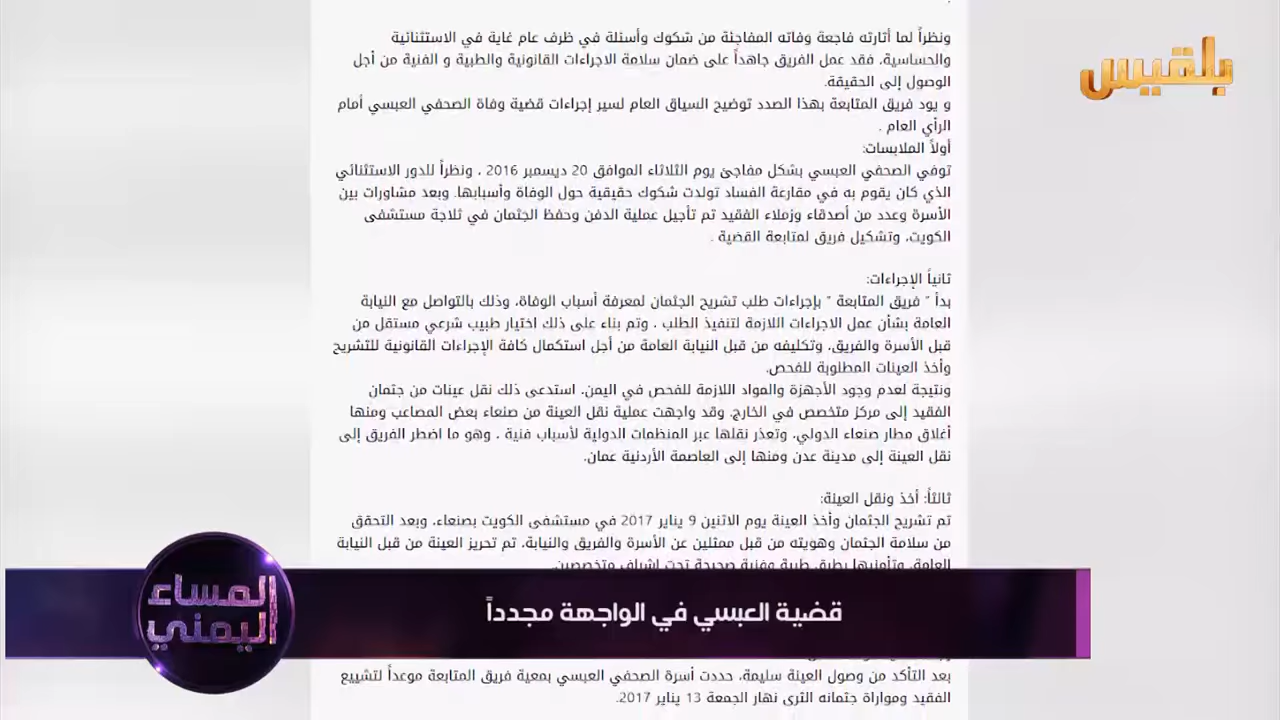 بلقيس
ونظراً لما أثارته فاجعة وفاته المفاجئة من شكوك وأسئلة في ظرف عام غاية في الاستثنائية
والحساسية، فقد عمل الفريق جاهداً على ضمان سلامة الاجراءات القانونية والطبية و الفنية من أجل
الوصول إلى الحقيقة.
و يود فريق المتابعة بهذا الصدد توضيح السياق العام لسير إجراءات قضية وفاة الصحفي العبسي أمام
الرأي العام .
أولاً الملابسات:
توفي الصحفي العبسي بشكل مفاجئ يوم الثلاثاء الموافق 20 ديسمبر 2016 ، ونظراً للدور الاستثنائي
الذي كان يقوم به في مقارعة الفساد تولدت شكوك حقيقية حول الوفاة وأسبابها. وبعد مشاورات بين
الأسرة وعدد من أصدقاء وزملاء الفقيد تم تأجيل عملية الدفن وحفظ الجثمان في ثلاجة مستشفى
الكويت، وتشكيل فريق لمتابعة القضية .
ثانياً الإجراءات:
بدأ " فريق المتابعة " بإجراءات طلب تشريح الجثمان لمعرفة أسباب الوفاة، وذلك بالتواصل مع النيابة
العامة بشأن عمل الاجراءات اللازمة لتنفيذ الطلب ، وتم بناء على ذلك اختيار طبيب شرعي مستقل من
قبل الأسرة والفريق، وتكليفه من قبل النيابة العامة من أجل استكمال كافة الإجراءات القانونية للتشريح
وأخذ العينات المطلوبة للفحص.
ونتيجة لعدم وجود الأجهزة والمواد اللازمة للفحص في اليمن، استدعى ذلك نقل عينات من جثمان
الفقيد إلى مركز متخصص في الخارج. وقد واجهت عملية نقل العينة من صنعاء بعض المصاعب ومنها
أغلاق مطار صنعاء الدولي، وتعذر نقلها عبر المنظمات الدولية لأسباب فنية ، وهو ما اضطر الفريق إلى
نقل العينة إلى مدينة عدن ومنها إلى العاصمة الأردنية عمان.
ثالثاً: أخذ ونقل العينة:
تم تشريح الجثمان وأخذ العينة يوم الاثنين 9 يناير 2017 في مستشفى الكويت بصنعاء، وبعد التحقق
من سلامة الجثمان وهويته من قبل ممثلين عن الأسرة والفريق والنيابة، تم تحريز العينة من قبل النيابة
العامة، وتأمينها بطرق طبية وفنية صحيحة تحت إشراف متخصصين.
المساء
اليمني
قضية العبسي في الواجهة مجدداً
بعد التأكد من وصول العينة سليمة، حددت أسرة الصحفي العبسي بمعية فريق المتابعة موعداً لتشييع
الفقيد ومواراة جثمانه الثرى نهار الجمعة 13 يناير 2017.